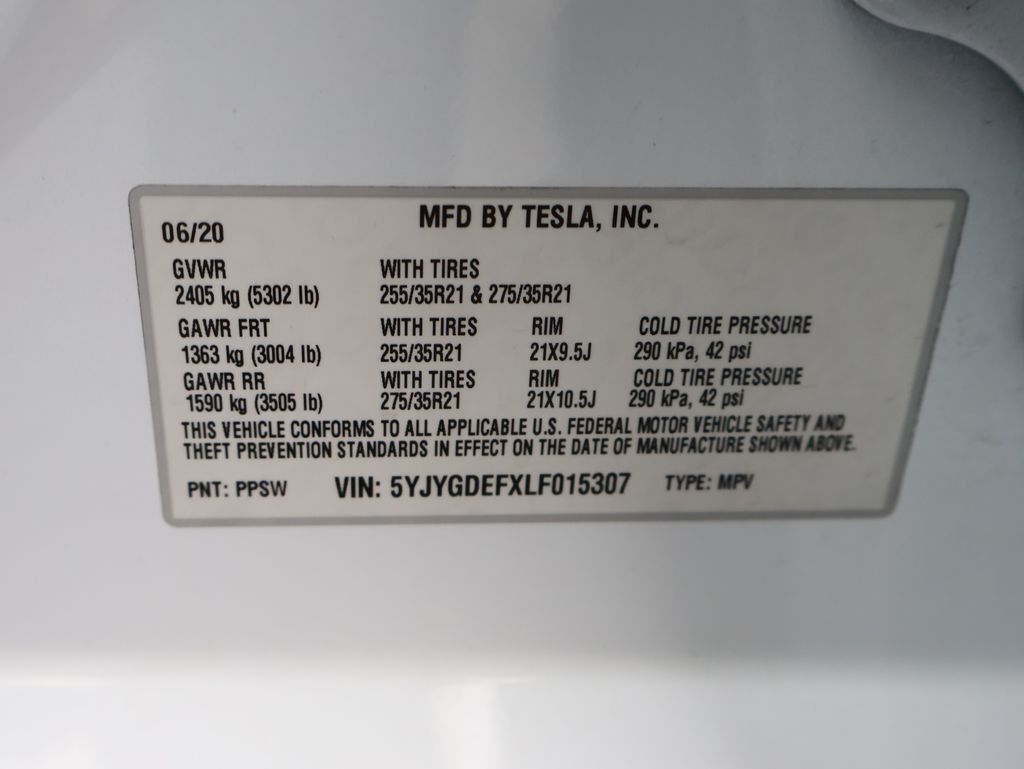 MFD BY TESLA, INC.
06/20
GVWR WITH TIRES
2405 kg (5302 lb) 255/35R21 & 275/35R21
GAWR FRT WITH TIRES RIM COLD TIRE PRESSURE
1363 kg (3004 lb) 255/35R21 21X9.5J 290 kPa, 42 psi
GAWR RR WITH TIRES RIM COLD TIRE PRESSURE
1590 kg (3505 lb) 275/35R21 21X10.5J 290 kPa, 42 psi
THIS VEHICLE CONFORMS TO ALL APPLICABLE U.S. FEDERAL MOTOR VEHICLE SAFETY AND
THEFT PREVENTION STANDARDS IN EFFECT ON THE DATE OF MANUFACTURE SHOWN ABOVE.
PNT: PPSW VIN: 5YJYGDEFXLF015307 TYPE: MPV